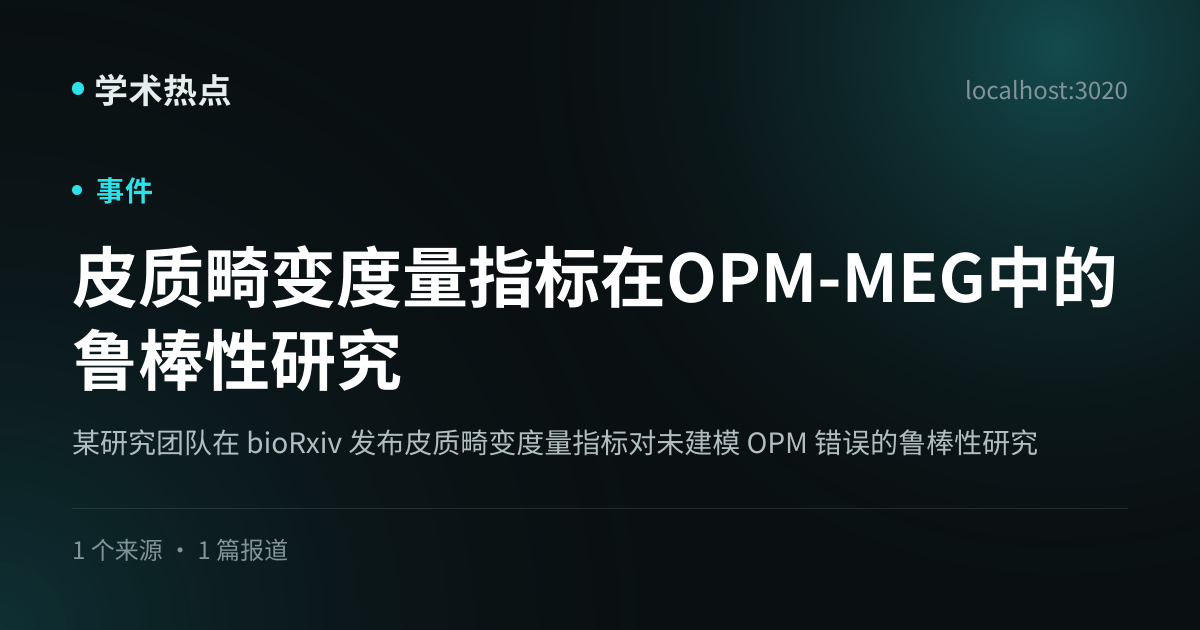 学术热点
localhost:3020
事件
皮质畸变度量指标在OPM-MEG中的
鲁棒性研究
某研究团队在 bioRxiv 发布皮质畸变度量指标对未建模 OPM 错误的鲁棒性研究
1 个来源 · 1 篇报道